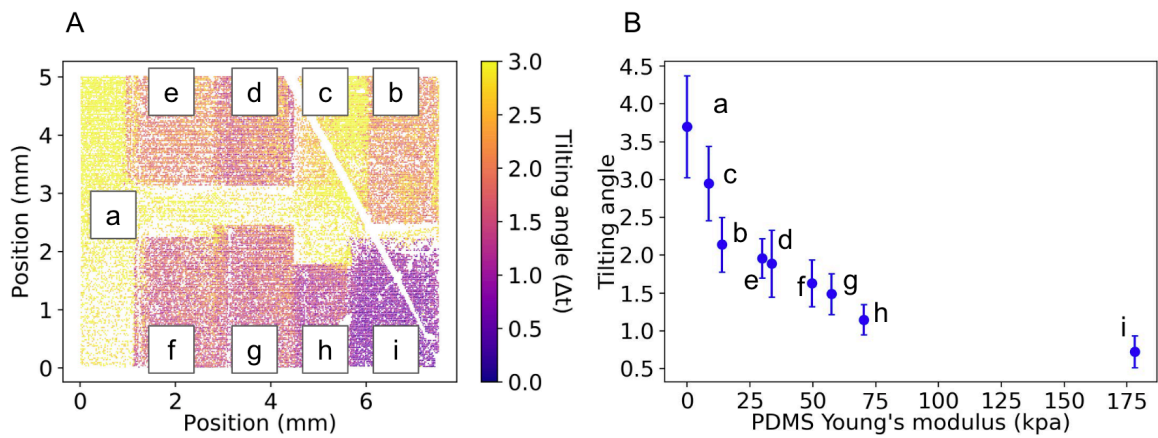 A
B
5
4
3
2
1
0
Position (mm)
0
2
4
6
Position (mm)
e
d
c
b
a
f
g
h
i
3.0
2.5
2.0
1.5
1.0
0.5
0.0
Tilting angle (Δt)
4.5
4.0
3.5
3.0
2.5
2.0
1.5
1.0
0.5
Tilting angle
a
c
b
d
e
f
g
h
i
0
25
50
75
100
125
150
175
PDMS Young's modulus (kpa)